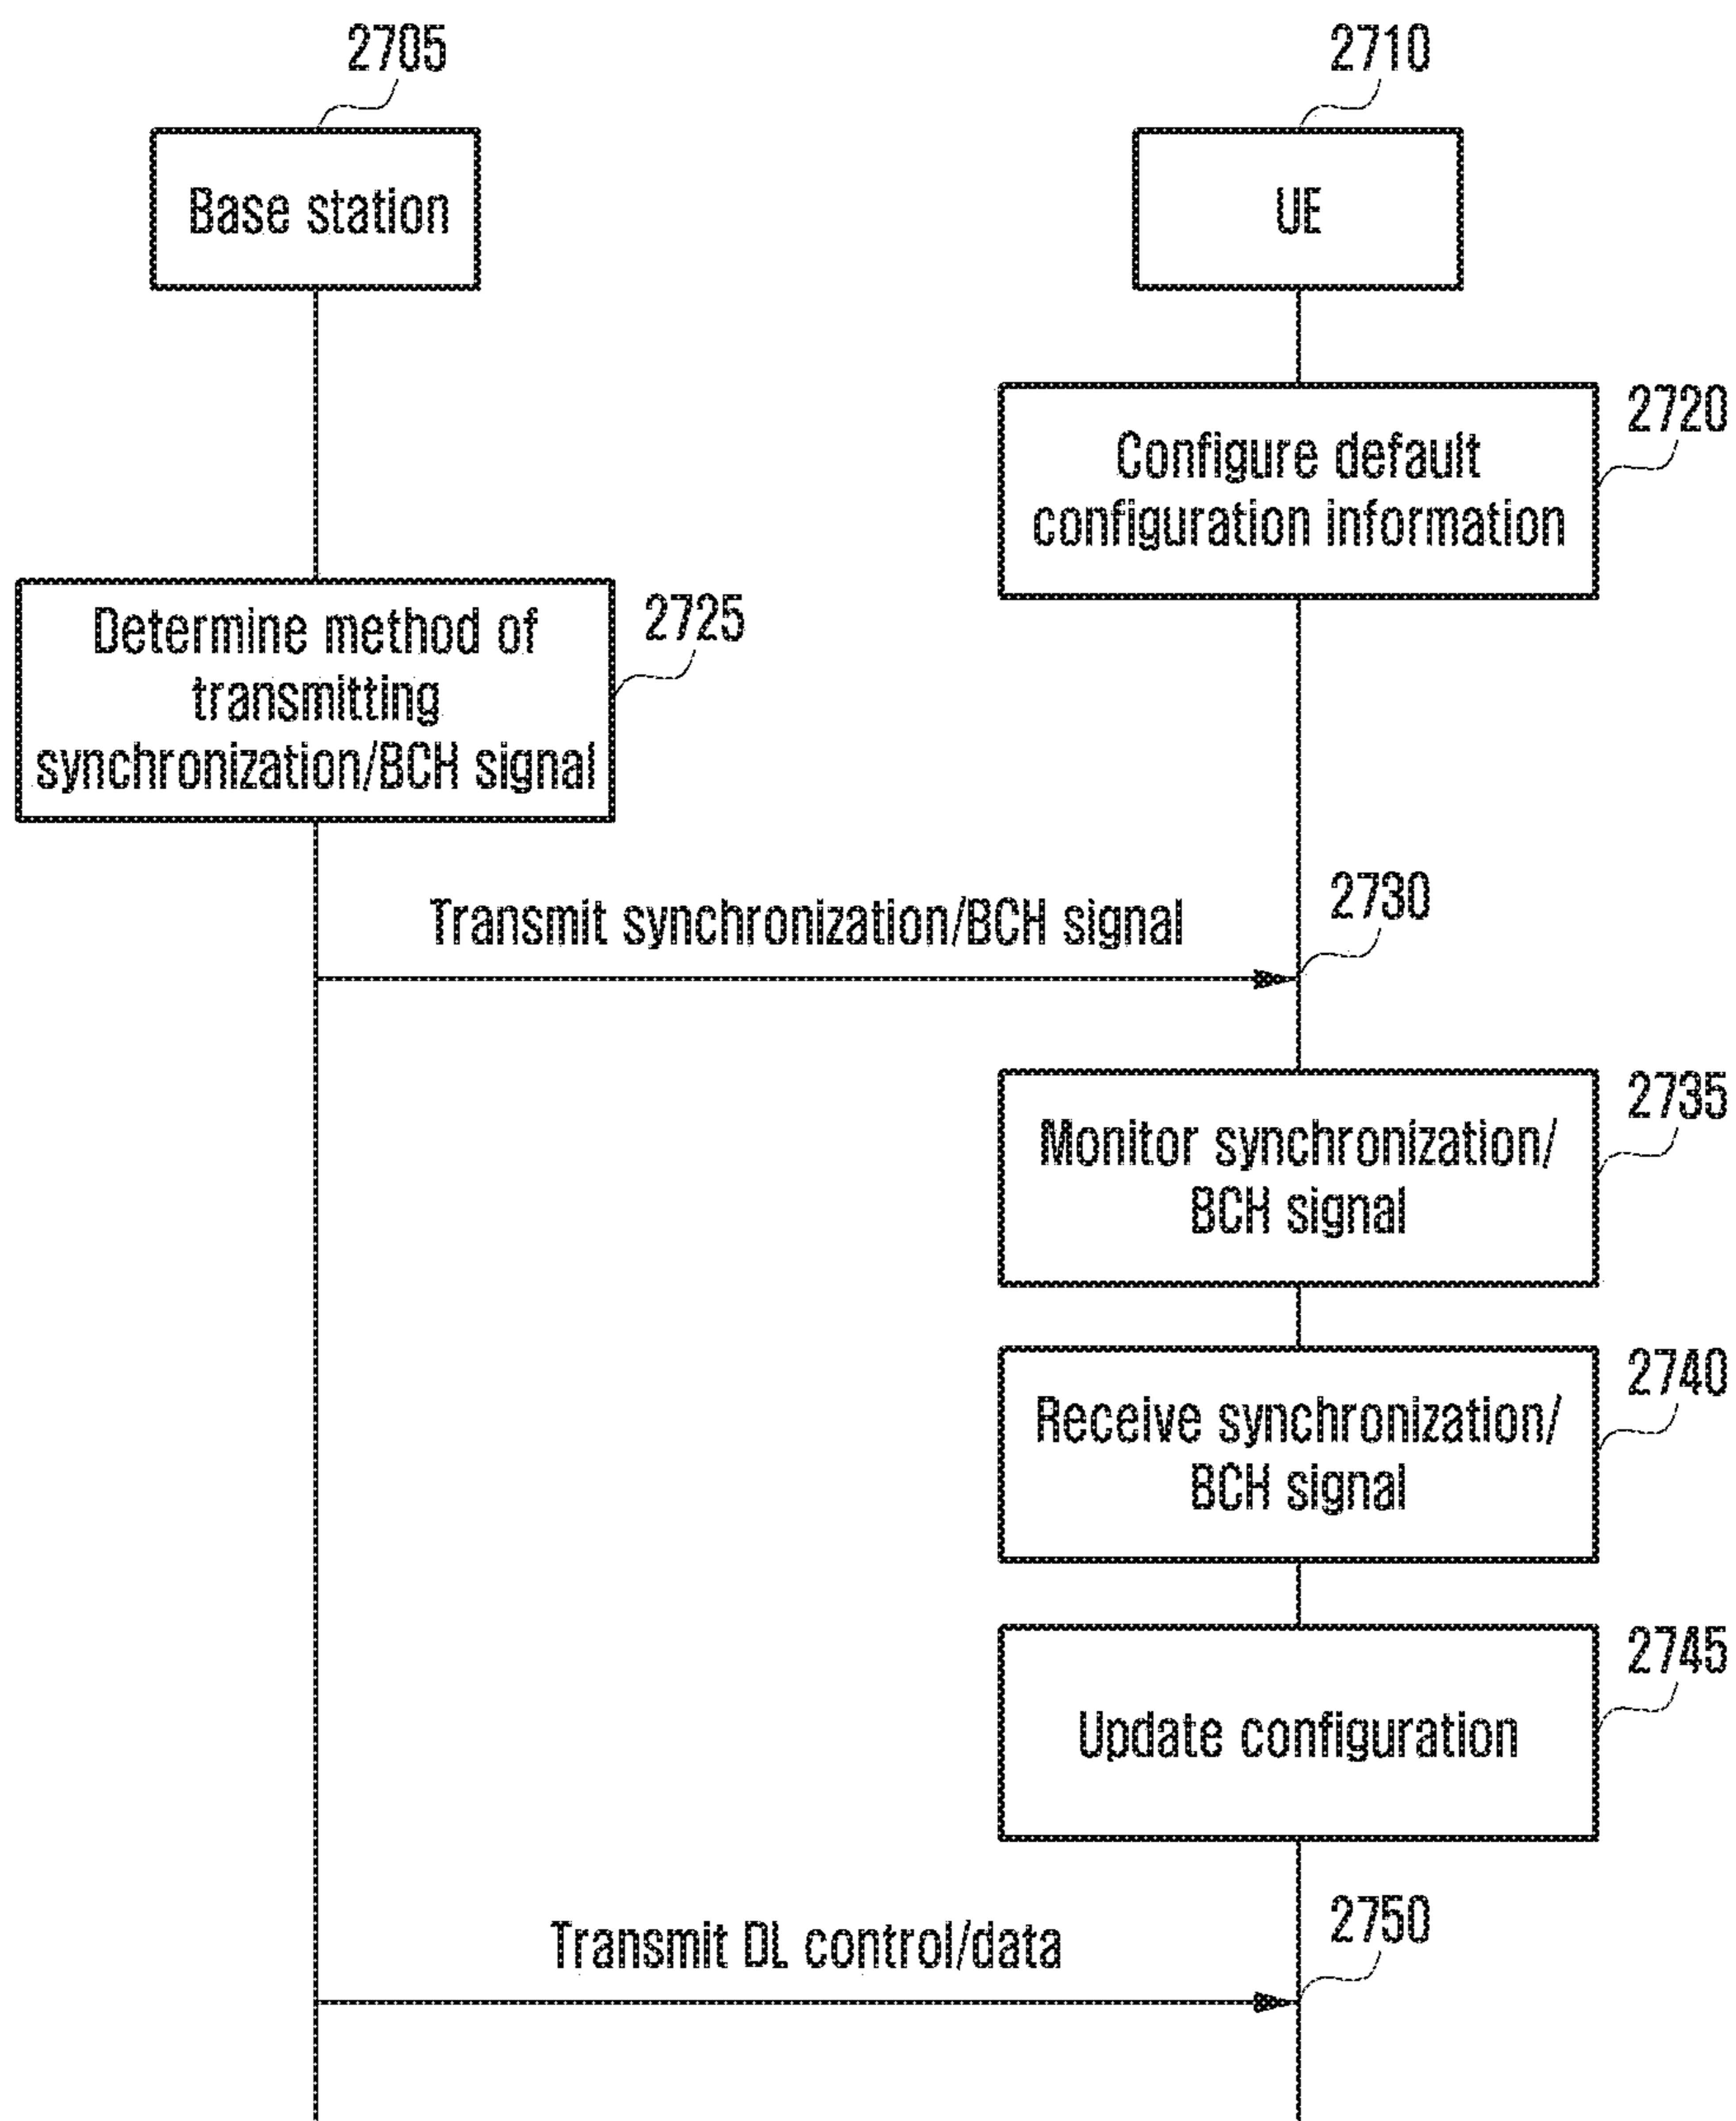 2705
2710
Base station
UE
2720
Configure default
configuration information
2725
Determine method of
transmitting
synchronization/BCH signal
2730
Transmit synchronization/BCH signal
2735
Monitor synchronization/
BCH signal
2740
Receive synchronization/
BCH signal
2745
Update configuration
2750
Transmit DL control/data